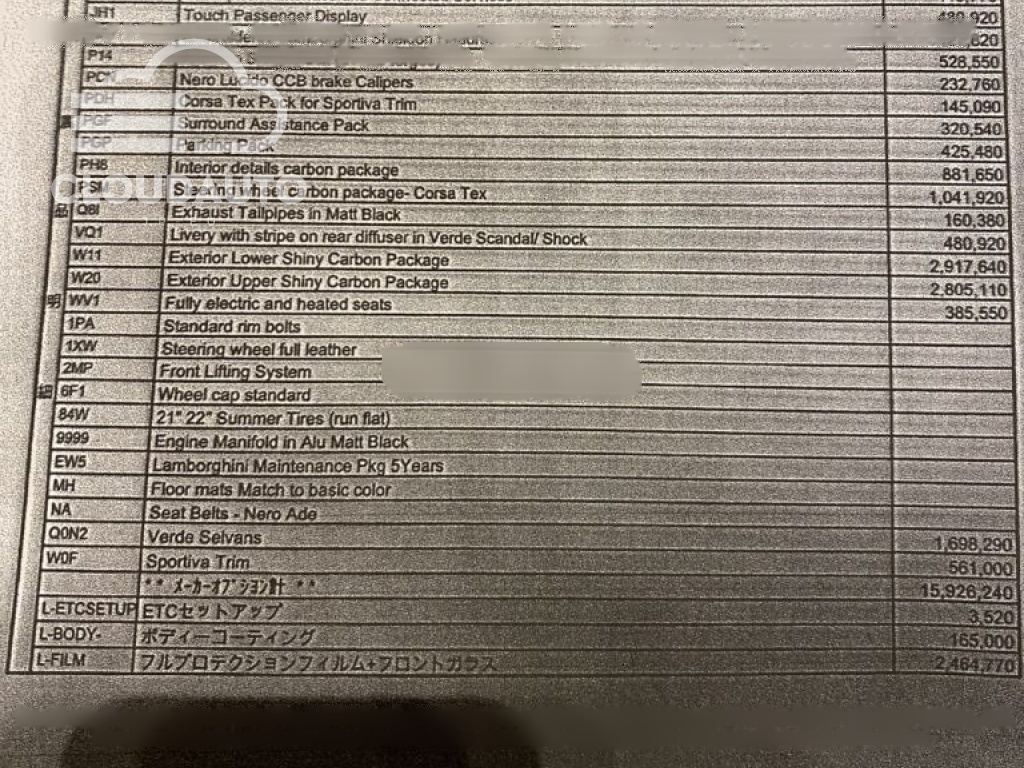 JH1 Touch Passenger Display 480,920
,620
P14 528,550
Nero Lucido CCB brake Calipers 232,760
PDH Corsa Tex Pack for Sportiva Trim 145,090
PGF Surround Assistance Pack 320,540
PGP Parking Pack 425,480
PH8 Interior details carbon package 881,650
Steering wheel carbon package- Corsa Tex 1,041,920
CLOUD AUTO
品 Q8I Exhaust Tailpipes in Matt Black 160,380
VQ1 Livery with stripe on rear diffuser in Verde Scandal/ Shock 480,920
W11 Exterior Lower Shiny Carbon Package 2,917,640
W20 Exterior Upper Shiny Carbon Package 2,805,110
明 WV1 Fully electric and heated seats 385,550
1PA Standard rim bolts
1XW Steering wheel full leather
2MP Front Lifting System
細 6F1 Wheel cap standard
84W 21" 22" Summer Tires (run flat)
9999 Engine Manifold in Alu Matt Black
EW5 Lamborghini Maintenance Pkg 5Years
MH Floor mats Match to basic color
NA Seat Belts - Nero Ade
Q0N2 Verde Selvans 1,698,290
W0F Sportiva Trim 561,000
** メーカーオプション計 ** 15,926,240
L-ETCSETUP ETCセットアップ 3,520
L-BODY- ボディーコーティング 165,000
L-FILM フルプロテクションフィルム+フロントガラス 2,464,770